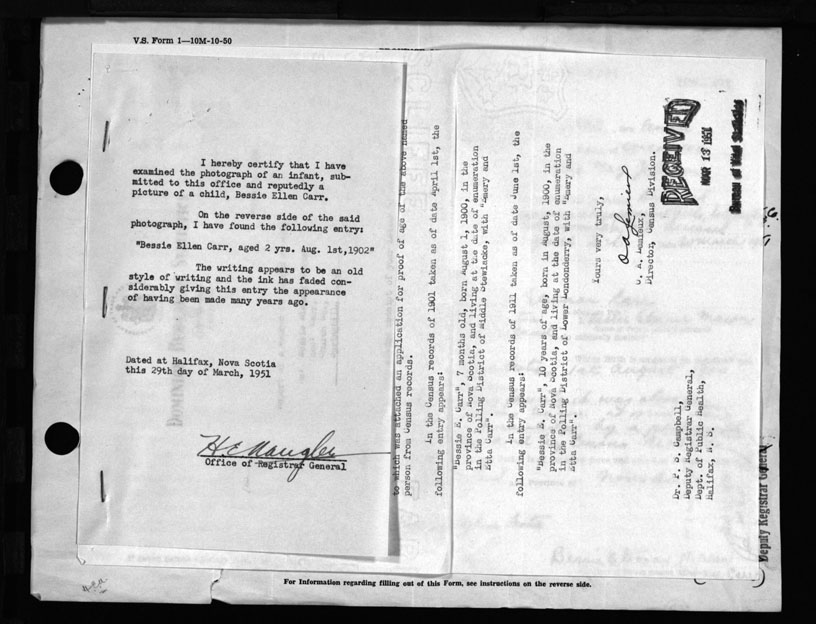 V.S. Form 1—10M-10-50
I hereby certify that I have
examined the photograph of an infant, sub-
mitted to this office and reputedly a
picture of a child, Bessie Ellen Carr.
On the reverse side of the said
photograph, I have found the following entry:
"Bessie Ellen Carr, aged 2 yrs. Aug. 1st,1902"
The writing appears to be an old
style of writing and the ink has faded con-
siderably giving this entry the appearance
of having been made many years ago.
Dated at Halifax, Nova Scotia
this 29th day of March, 1951
H E Naugler
Office of Registrar General
to which was attached an application for proof of age of the above named
person from Census records.
In the Census records of 1901 taken as of date April 1st, the
following entry appears:
"Bessie E. Carr", 7 months old, born August 1, 1900, in the
province of Nova Scotia, and living at the date of enumeration
in the Polling District of Middle Stewiacke, with "Emery and
Etta Carr".
In the Census records of 1911 taken as of date June 1st, the
following entry appears:
"Bessie E. Carr", 10 years of age, born in August, 1900, in the
province of Nova Scotia, and living at the date of enumeration
in the Polling District of Lower Londonderry, with "Emery and
Etta Carr".
Yours very truly,
O. A. Lemieux,
Director, Census Division.
Dr. P. S. Campbell,
Deputy Registrar General,
Dept. of Public Health,
Halifax, N. S.
RECEIVED
MAR 13 1951
Bureau of Vital Statistics
Deputy Registrar General
For Information regarding filling out of this Form, see instructions on the reverse side.